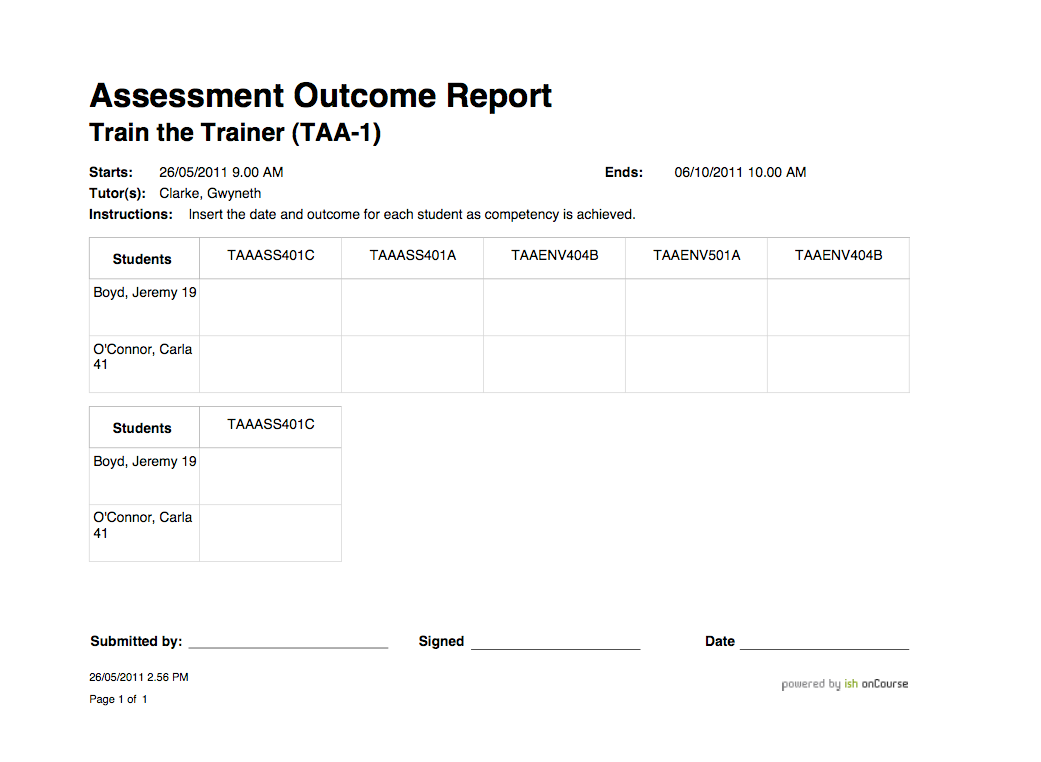 Assessment Outcome Report
Train the Trainer (TAA-1)
Starts: 26/05/2011 9.00 AM Ends: 06/10/2011 10.00 AM
Tutor(s): Clarke, Gwyneth
Instructions: Insert the date and outcome for each student as competency is achieved.
Students TAAASS401C TAAASS401A TAAENV404B TAAENV501A TAAENV404B
Boyd, Jeremy 19
O'Connor, Carla
41
Students TAAASS401C
Boyd, Jeremy 19
O'Connor, Carla
41
Submitted by: Signed Date
26/05/2011 2.56 PM
powered by ish onCourse
Page 1 of 1